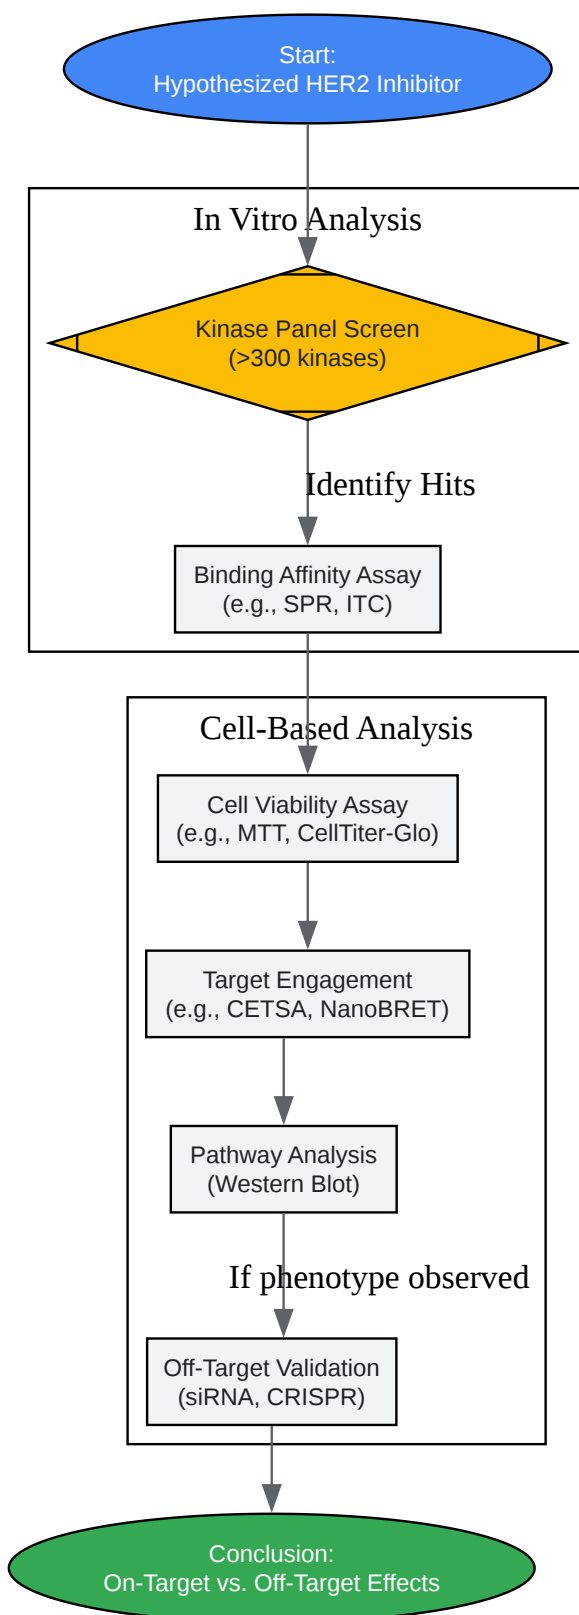 Start:
Hypothesized HER2 Inhibitor
In Vitro Analysis
Kinase Panel Screen
(>300 kinases)
Identify Hits
Binding Affinity Assay
(e.g., SPR, ITC)
Cell-Based Analysis
Cell Viability Assay
(e.g., MTT, CellTiter-Glo)
Target Engagement
(e.g., CETSA, NanoBRET)
Pathway Analysis
(Western Blot)
If phenotype observed
Off-Target Validation
(siRNA, CRISPR)
Conclusion:
On-Target vs. Off-Target Effects